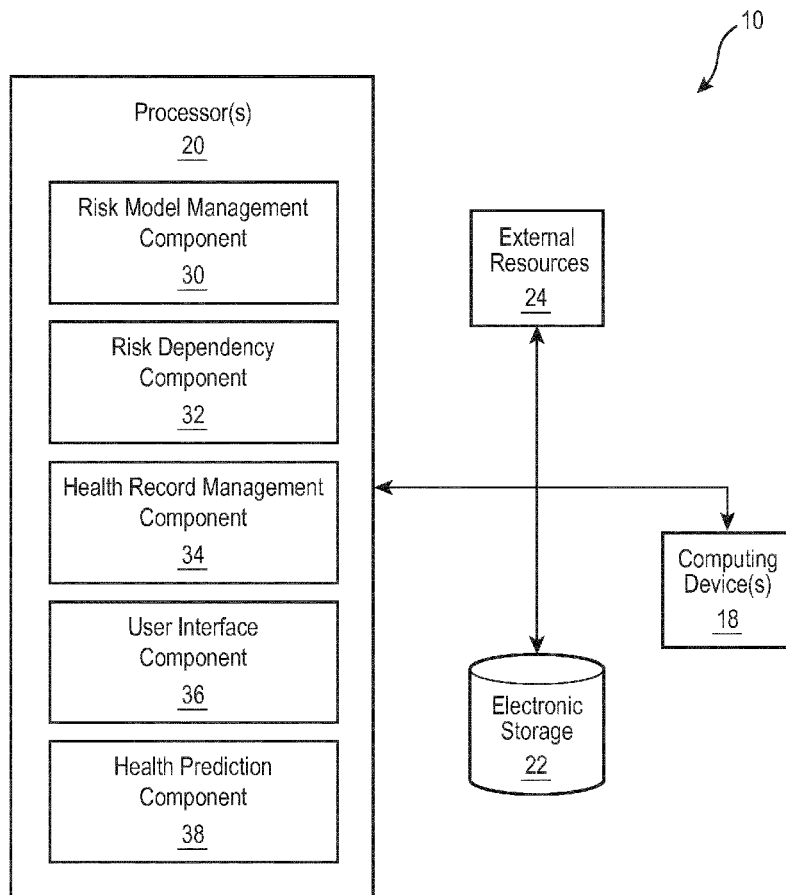 10
Processor(s)
20
Risk Model Management
Component
30
Risk Dependency
Component
32
Health Record Management
Component
34
User Interface
Component
36
Health Prediction
Component
38
External
Resources
24
Computing
Device(s)
18
Electronic
Storage
22